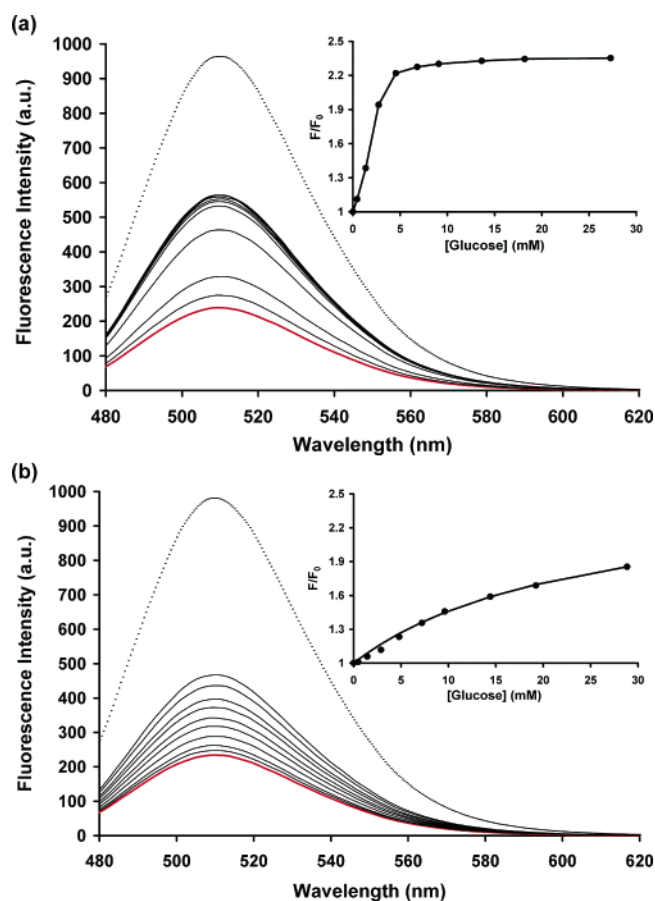 (a)
1000
900
800
700
600
500
400
300
200
100
0
Fluorescence Intensity (a.u.)
480 500 520 540 560 580 600 620
Wavelength (nm)
2.5
2.2
1.9
1.6
1.3
1
F/F0
0 5 10 15 20 25 30
[Glucose] (mM)
(b)
1000
900
800
700
600
500
400
300
200
100
0
Fluorescence Intensity (a.u.)
480 500 520 540 560 580 600 620
Wavelength (nm)
2.5
2.2
1.9
1.6
1.3
1
F/F0
0 5 10 15 20 25 30
[Glucose] (mM)